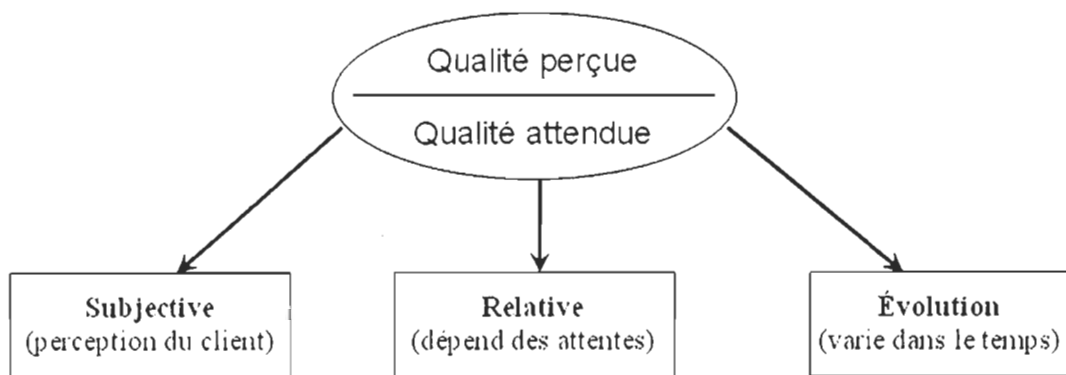 Qualité perçue
Qualité attendue
Subjective
(perception du client)
Relative
(dépend des attentes)
Évolution
(varie dans le temps)